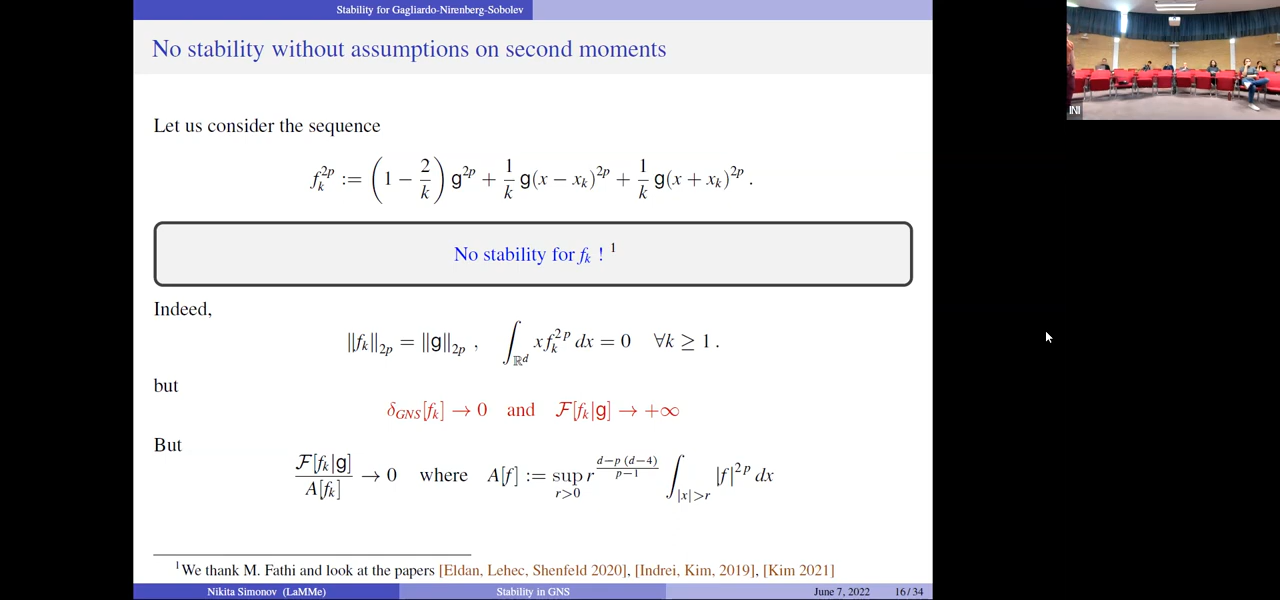 Stability for Gagliardo-Nirenberg-Sobolev
No stability without assumptions on second moments
Let us consider the sequence
f_k^{2p} := (1 − 2/k) g^{2p} + 1/k g(x − x_k)^{2p} + 1/k g(x + x_k)^{2p} .
No stability for f_k ! ¹
Indeed,
||f_k||_{2p} = ||g||_{2p} , ∫_{ℝ^d} x f_k^{2p} dx = 0 ∀k ≥ 1 .
but
δ_{GNS}[f_k] → 0 and ℱ[f_k|g] → +∞
But
ℱ[f_k|g] / A[f_k] → 0 where A[f] := sup_{r>0} r^{(d−p (d−4))/(p−1)} ∫_{|x|>r} |f|^{2p} dx
¹We thank M. Fathi and look at the papers [Eldan, Lehec, Shenfeld 2020], [Indrei, Kim, 2019], [Kim 2021]
Nikita Simonov (LaMMe) Stability in GNS June 7, 2022 16 / 34
INI